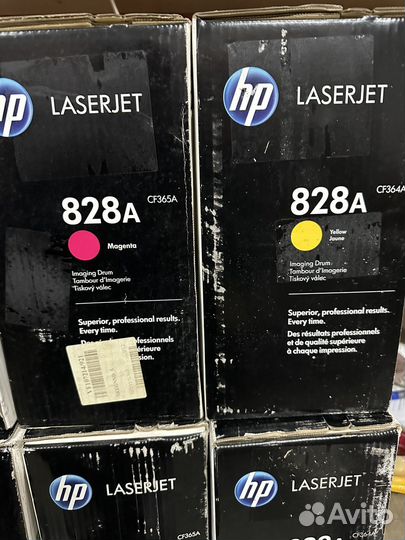 hp
LASERJET
828A
CF365A
Magenta
Imaging Drum
Tambour d'Imagerie
Tiskový válec
Superior, professional results.
Every time.
hp
LASERJET
828A
CF364A
Yellow
Jaune
Imaging Drum
Tambour d'Imagerie
Tiskový válec
Superior, professional results.
Every time.
Des résultats professionnels
et de qualité supérieure
à chaque impression.
hp
LASERJET
CF365A
hp
LASERJET
828A
Avito